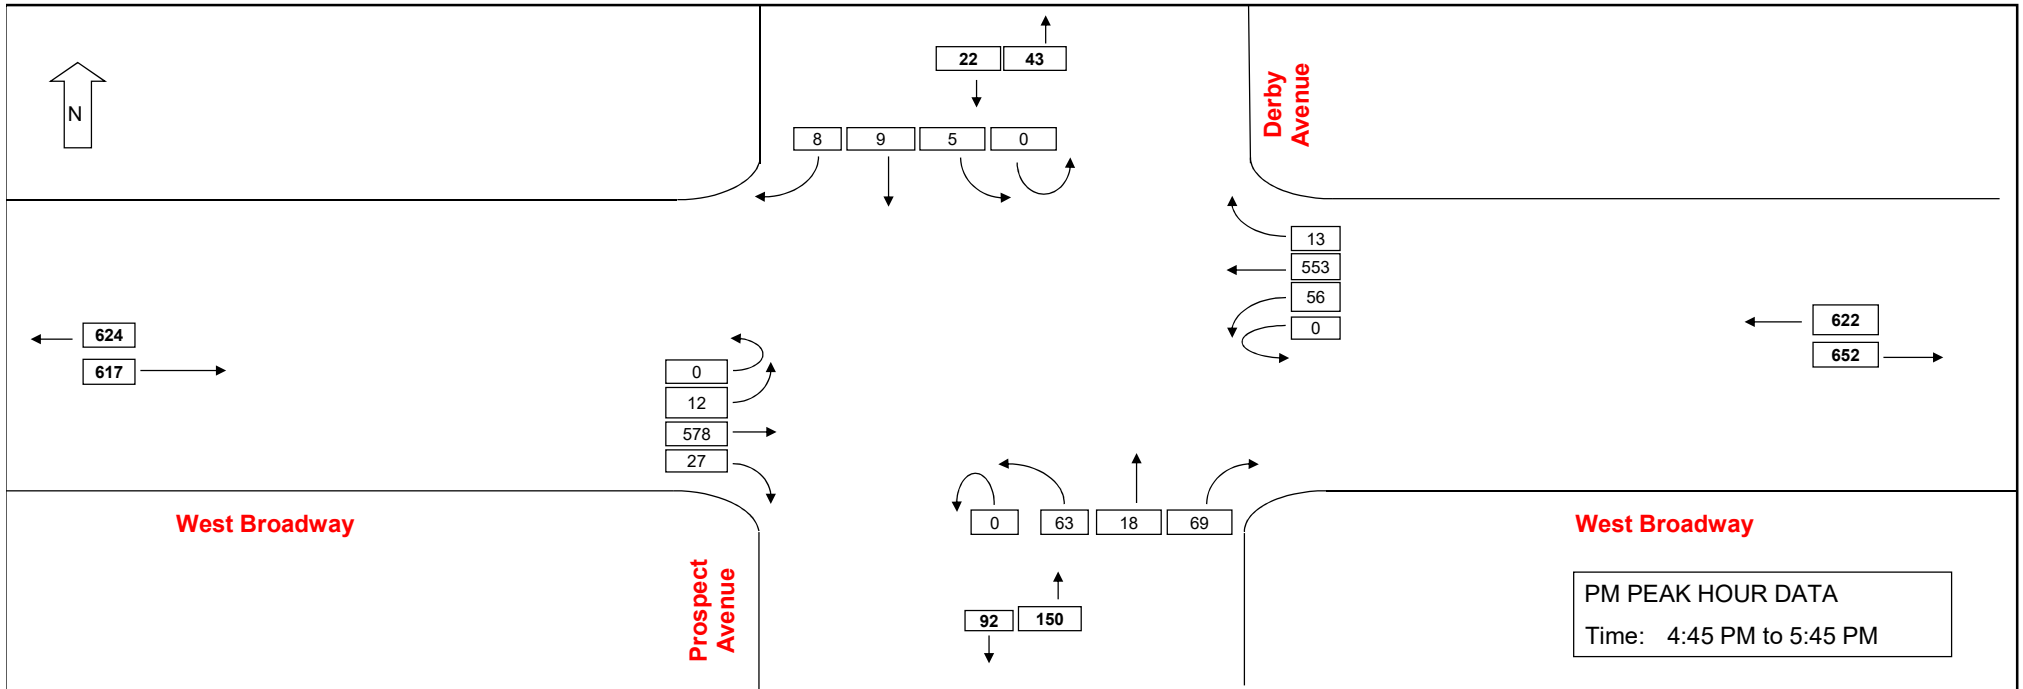 22 43
N
Derby
Avenue
8 9 5 0
13
553
56
0
624
617
622
652
0
12
578
27
0 63 18 69
West Broadway
West Broadway
Prospect
Avenue
92 150
PM PEAK HOUR DATA
Time: 4:45 PM to 5:45 PM